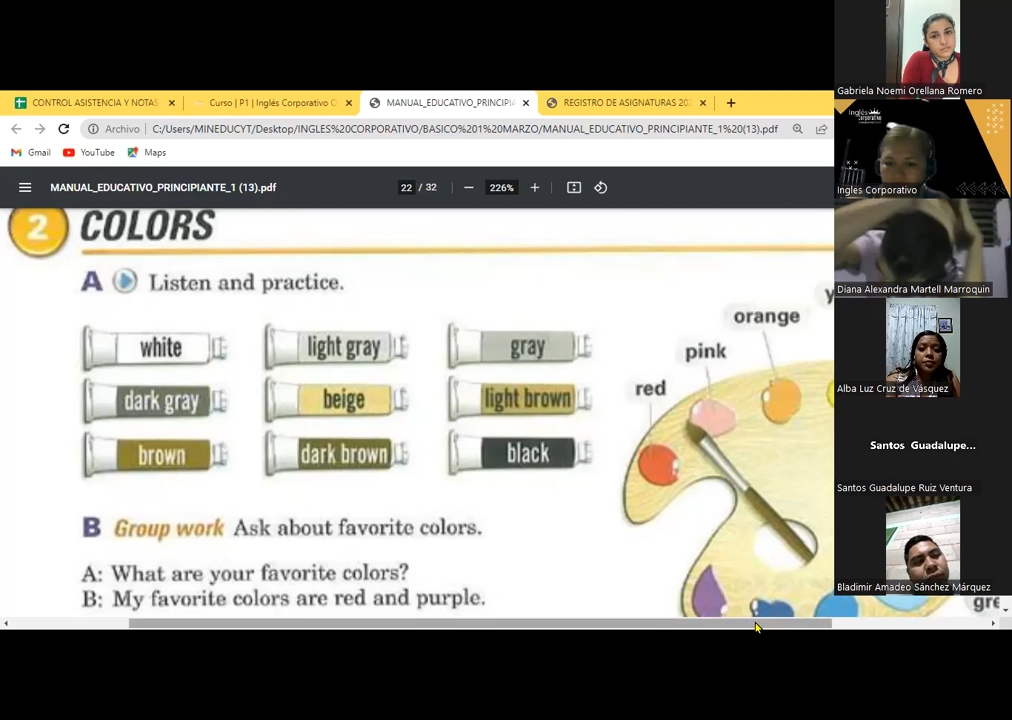 CONTROL ASISTENCIA Y NOTAS
Curso | P1 | Inglés Corporativo C
MANUAL_EDUCATIVO_PRINCIPIA
REGISTRO DE ASIGNATURAS 202
Archivo
C:/Users/MINEDUCYT/Desktop/INGLES%20CORPORATIVO/BASICO%201%20MARZO/MANUAL_EDUCATIVO_PRINCIPIANTE_1%20(13).pdf
Gmail YouTube Maps
MANUAL_EDUCATIVO_PRINCIPIANTE_1 (13).pdf
22 / 32
226%
2 COLORS
A Listen and practice.
white light gray gray
dark gray beige light brown
brown dark brown black
orange
pink
red
B Group work Ask about favorite colors.
A: What are your favorite colors?
B: My favorite colors are red and purple.
Gabriela Noemi Orellana Romero
Inglés
Corporativo
Ingles Corporativo
Diana Alexandra Martell Marroquin
Alba Luz Cruz de Vásquez
Santos Guadalupe...
Santos Guadalupe Ruiz Ventura
Bladimir Amadeo Sánchez Márquez